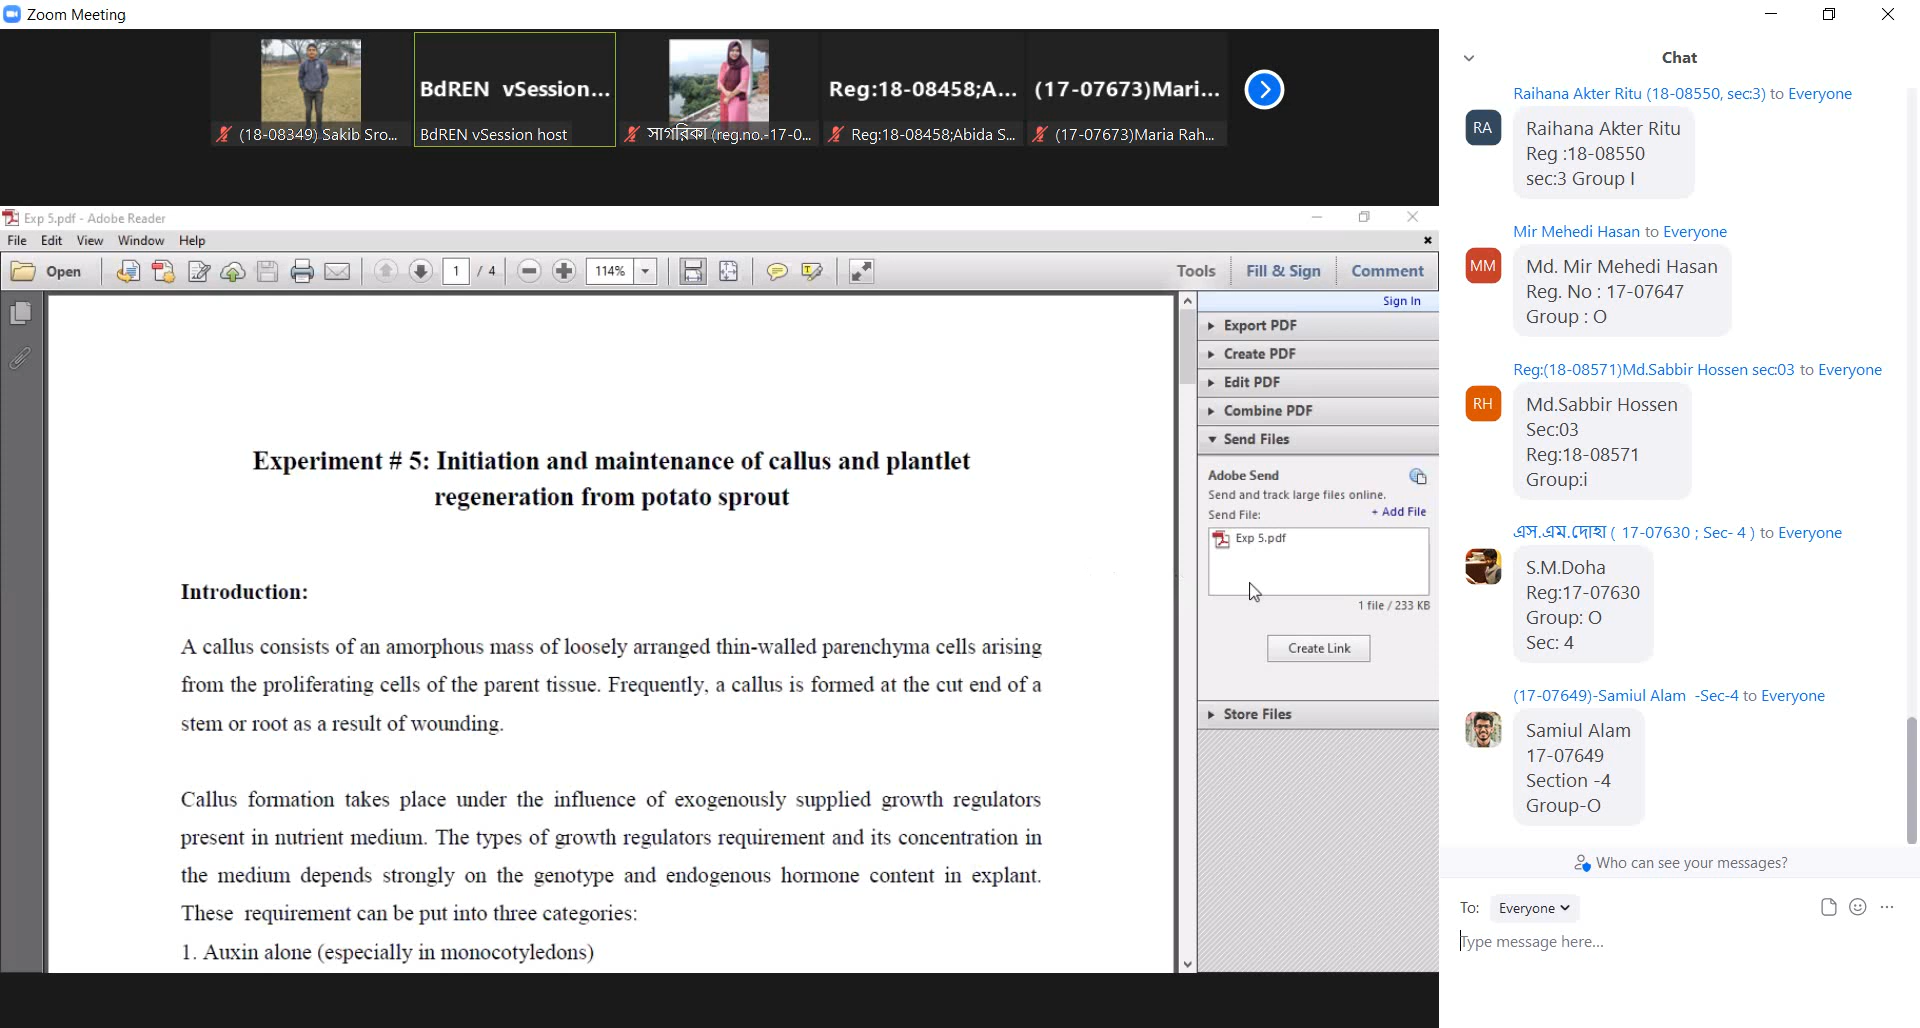 Zoom Meeting
BdREN vSession...
Reg:18-08458;A...
(17-07673)Mari...
(18-08349) Sakib Sro...
BdREN vSession host
সাগরিকা (reg.no.-17-0...
Reg:18-08458;Abida S...
(17-07673)Maria Rah...
Exp 5.pdf - Adobe Reader
File Edit View Window Help
Open
1 / 4
114%
Tools
Fill & Sign
Comment
Sign In
Export PDF
Create PDF
Edit PDF
Combine PDF
Send Files
Adobe Send
Send and track large files online.
Send File:
+ Add File
Exp 5.pdf
1 file / 233 KB
Create Link
Store Files
Experiment # 5: Initiation and maintenance of callus and plantlet
regeneration from potato sprout
Introduction:
A callus consists of an amorphous mass of loosely arranged thin-walled parenchyma cells arising
from the proliferating cells of the parent tissue. Frequently, a callus is formed at the cut end of a
stem or root as a result of wounding.
Callus formation takes place under the influence of exogenously supplied growth regulators
present in nutrient medium. The types of growth regulators requirement and its concentration in
the medium depends strongly on the genotype and endogenous hormone content in explant.
These requirement can be put into three categories:
1. Auxin alone (especially in monocotyledons)
Chat
Raihana Akter Ritu (18-08550, sec:3) to Everyone
RA
Raihana Akter Ritu
Reg :18-08550
sec:3 Group I
Mir Mehedi Hasan to Everyone
MM
Md. Mir Mehedi Hasan
Reg. No : 17-07647
Group : O
Reg:(18-08571)Md.Sabbir Hossen sec:03 to Everyone
RH
Md.Sabbir Hossen
Sec:03
Reg:18-08571
Group:i
এস.এম.দোহা ( 17-07630 ; Sec- 4 ) to Everyone
S.M.Doha
Reg:17-07630
Group: O
Sec: 4
(17-07649)-Samiul Alam -Sec-4 to Everyone
Samiul Alam
17-07649
Section -4
Group-O
Who can see your messages?
To: Everyone
Type message here...